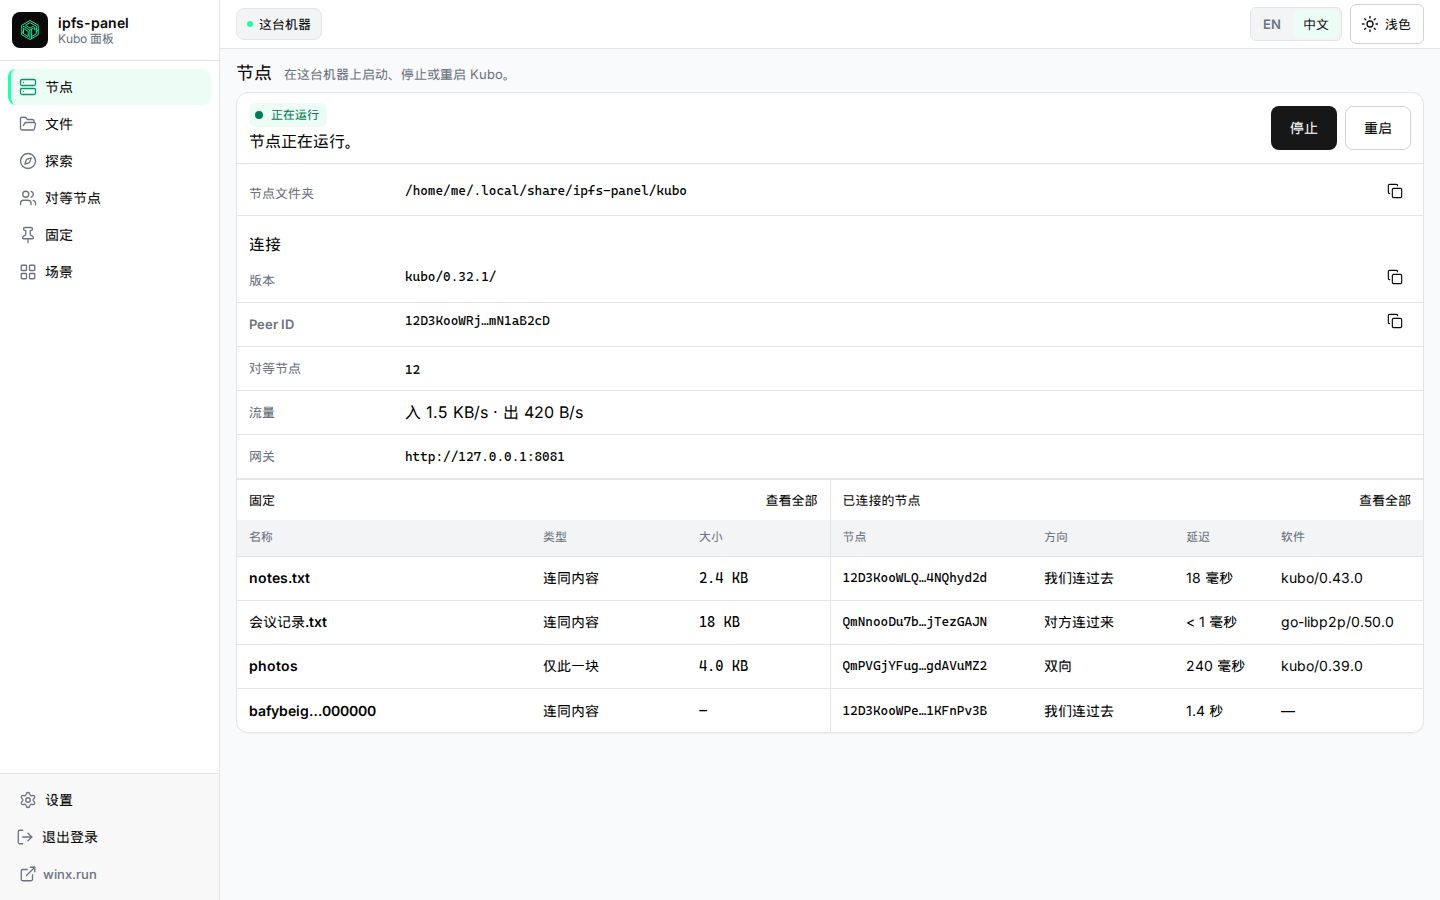 ipfs-panel
Kubo 面板
节点
文件
探索
对等节点
固定
场景
设置
退出登录
winx.run
这台机器
EN 中文 浅色
节点 在这台机器上启动、停止或重启 Kubo。
正在运行
节点正在运行。
停止 重启
节点文件夹 /home/me/.local/share/ipfs-panel/kubo
连接
版本 kubo/0.32.1/
Peer ID 12D3KooWRj…mN1aB2cD
对等节点 12
流量 入 1.5 KB/s · 出 420 B/s
网关 http://127.0.0.1:8081
固定 查看全部
名称 类型 大小
notes.txt 连同内容 2.4 KB
会议记录.txt 连同内容 18 KB
photos 仅此一块 4.0 KB
bafybeig…000000 连同内容 —
已连接的节点 查看全部
节点 方向 延迟 软件
12D3KooWLQ…4NQhyd2d 我们连过去 18 毫秒 kubo/0.43.0
QmNnooDu7b…jTezGAJN 对方连过来 < 1 毫秒 go-libp2p/0.50.0
QmPVGjYFug…gdAVuMZ2 双向 240 毫秒 kubo/0.39.0
12D3KooWPe…1KFnPv3B 我们连过去 1.4 秒 —